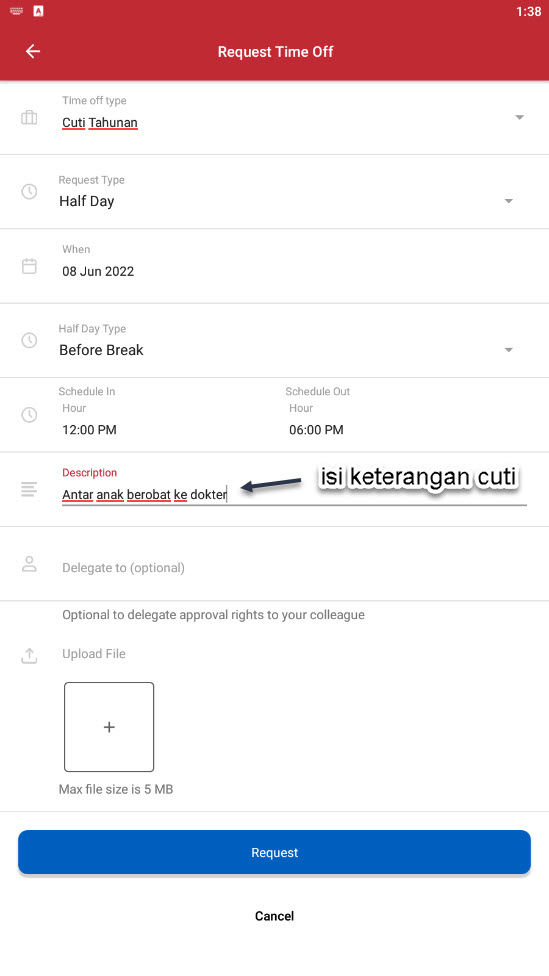 1:38
Request Time Off
Time off type
Cuti Tahunan
Request Type
Half Day
When
08 Jun 2022
Half Day Type
Before Break
Schedule In
Schedule Out
Hour
Hour
12:00 PM
06:00 PM
Description
isi keterangan cuti
Antar anak berobat ke dokter
Delegate to (optional)
Optional to delegate approval rights to your colleague
Upload File
+
Max file size is 5 MB
Request
Cancel